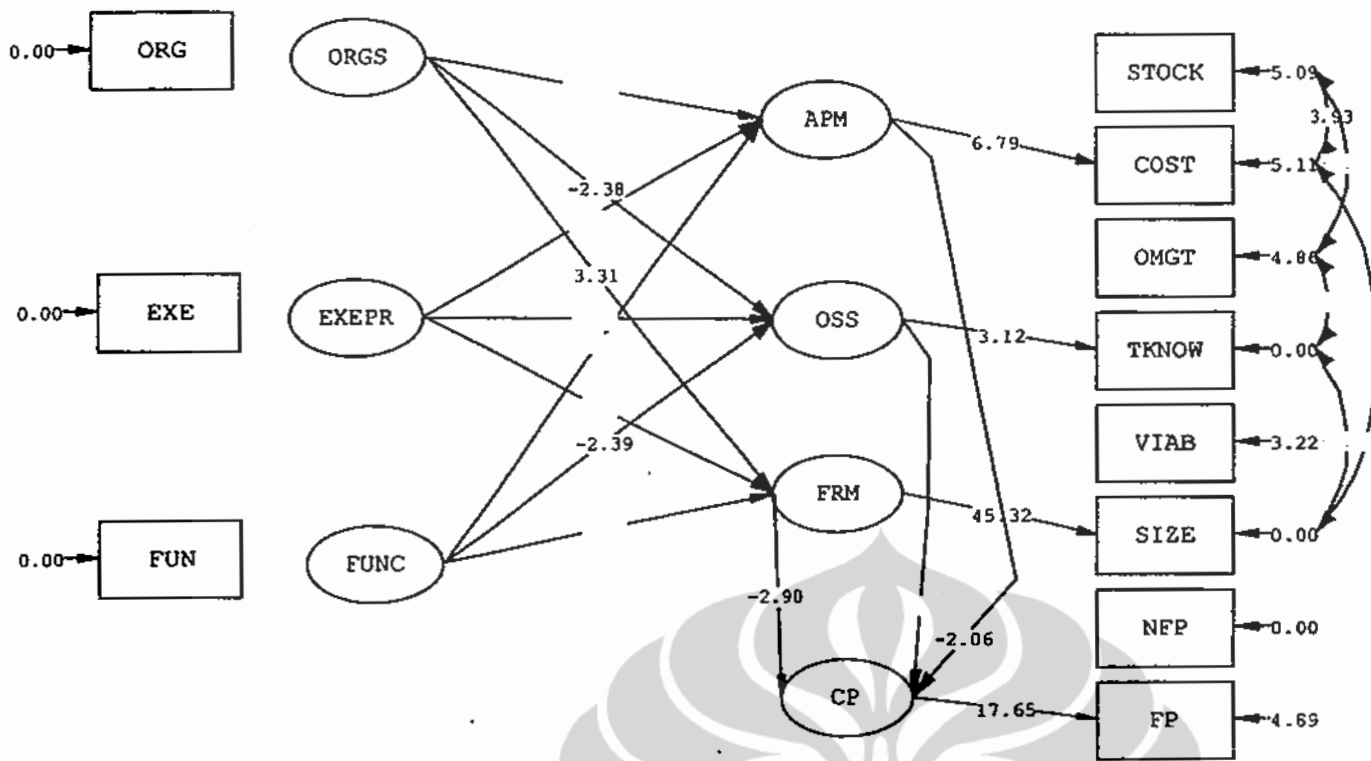 0.00
ORG
ORGS
STOCK
5.09
3.93
APM
6.79
COST
5.11
-2.38
OMGT
3.31
0.00
EXE
EXEPR
OSS
3.12
TKNOW
0.00
-2.39
VIAB
3.22
FRM
45.32
SIZE
0.00
0.00
FUN
FUNC
-2.90
-2.06
NFP
0.00
CP
17.65
FP
4.69